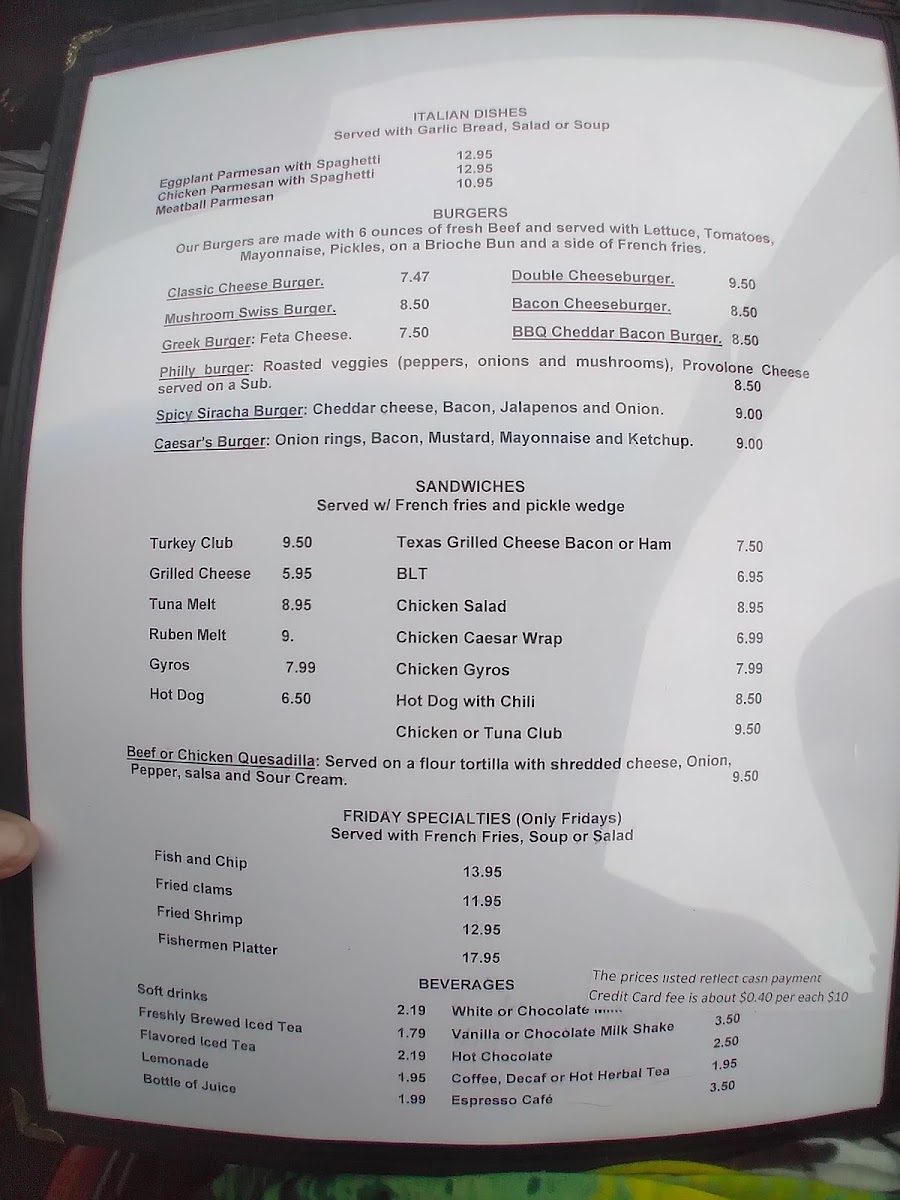 ITALIAN DISHES
Served with Garlic Bread, Salad or Soup
Eggplant Parmesan with Spaghetti 12.95
Chicken Parmesan with Spaghetti 12.95
Meatball Parmesan 10.95
BURGERS
Our Burgers are made with 6 ounces of fresh Beef and served with Lettuce, Tomatoes,
Mayonnaise, Pickles, on a Brioche Bun and a side of French fries.
Classic Cheese Burger. 7.47 Double Cheeseburger. 9.50
Mushroom Swiss Burger. 8.50 Bacon Cheeseburger. 8.50
Greek Burger: Feta Cheese. 7.50 BBQ Cheddar Bacon Burger. 8.50
Philly burger: Roasted veggies (peppers, onions and mushrooms), Provolone Cheese
served on a Sub. 8.50
Spicy Siracha Burger: Cheddar cheese, Bacon, Jalapenos and Onion. 9.00
Caesar's Burger: Onion rings, Bacon, Mustard, Mayonnaise and Ketchup. 9.00
SANDWICHES
Served w/ French fries and pickle wedge
Turkey Club 9.50 Texas Grilled Cheese Bacon or Ham 7.50
Grilled Cheese 5.95 BLT 6.95
Tuna Melt 8.95 Chicken Salad 8.95
Ruben Melt 9. Chicken Caesar Wrap 6.99
Gyros 7.99 Chicken Gyros 7.99
Hot Dog 6.50 Hot Dog with Chili 8.50
Chicken or Tuna Club 9.50
Beef or Chicken Quesadilla: Served on a flour tortilla with shredded cheese, Onion,
Pepper, salsa and Sour Cream. 9.50
FRIDAY SPECIALTIES (Only Fridays)
Served with French Fries, Soup or Salad
Fish and Chip 13.95
Fried clams 11.95
Fried Shrimp 12.95
Fishermen Platter 17.95
BEVERAGES
The prices listed reflect cash payment
Credit Card fee is about $0.40 per each $10
Soft drinks 2.19 White or Chocolate
Freshly Brewed Iced Tea 1.79 Vanilla or Chocolate Milk Shake 3.50
Flavored Iced Tea 2.19 Hot Chocolate 2.50
Lemonade 1.95 Coffee, Decaf or Hot Herbal Tea 1.95
Bottle of Juice 1.99 Espresso Café 3.50